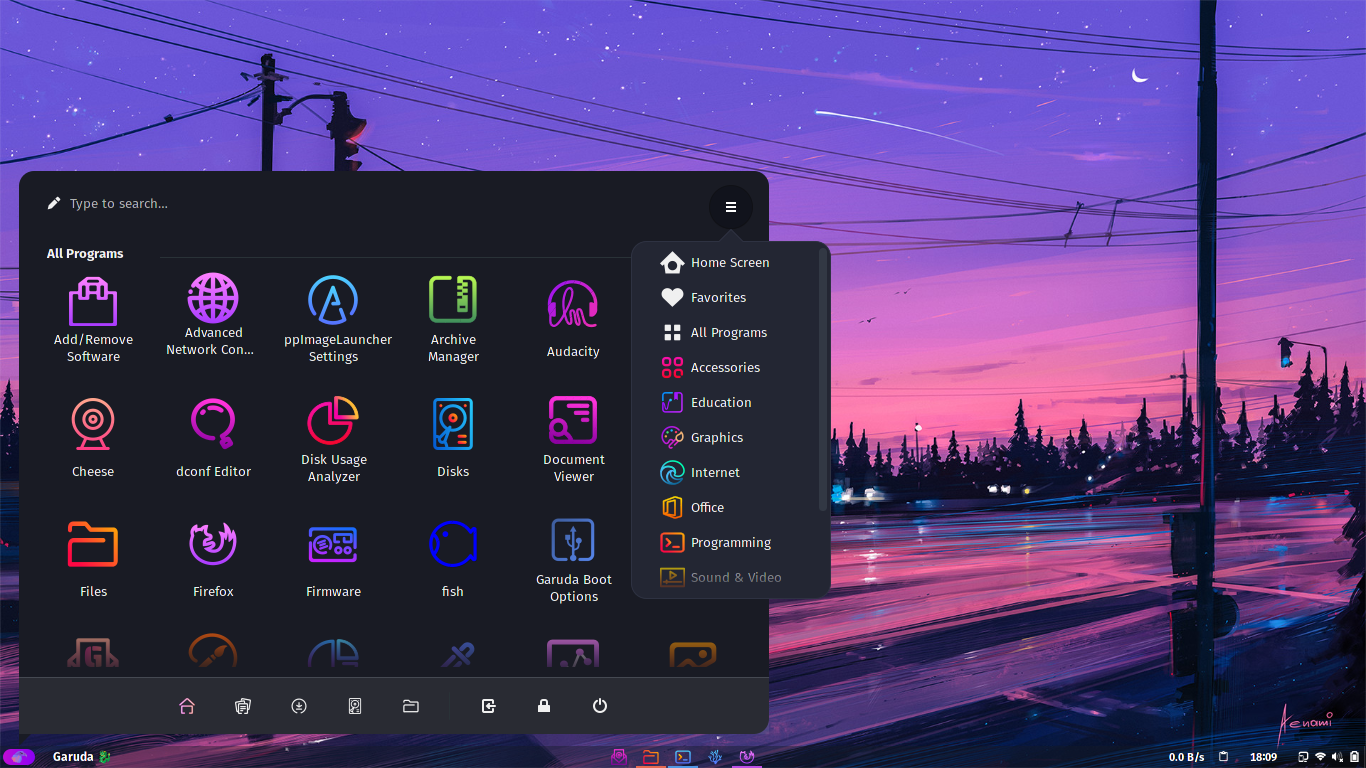 Type to search...
All Programs
Add/Remove
Software
Advanced
Network Con...
ppImageLauncher
Settings
Archive
Manager
Audacity
Cheese
dconf Editor
Disk Usage
Analyzer
Disks
Document
Viewer
Files
Firefox
Firmware
fish
Garuda Boot
Options
Home Screen
Favorites
All Programs
Accessories
Education
Graphics
Internet
Office
Programming
Sound & Video
Aenami
Garuda
0.0 B/s
18:09